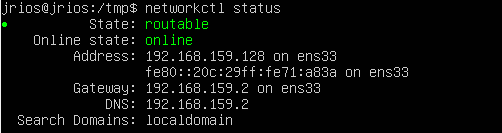 jrios@jrios:/tmp$ networkctl status
● State: routable
Online state: online
Address: 192.168.159.128 on ens33
fe80::20c:29ff:fe71:a83a on ens33
Gateway: 192.168.159.2 on ens33
DNS: 192.168.159.2
Search Domains: localdomain